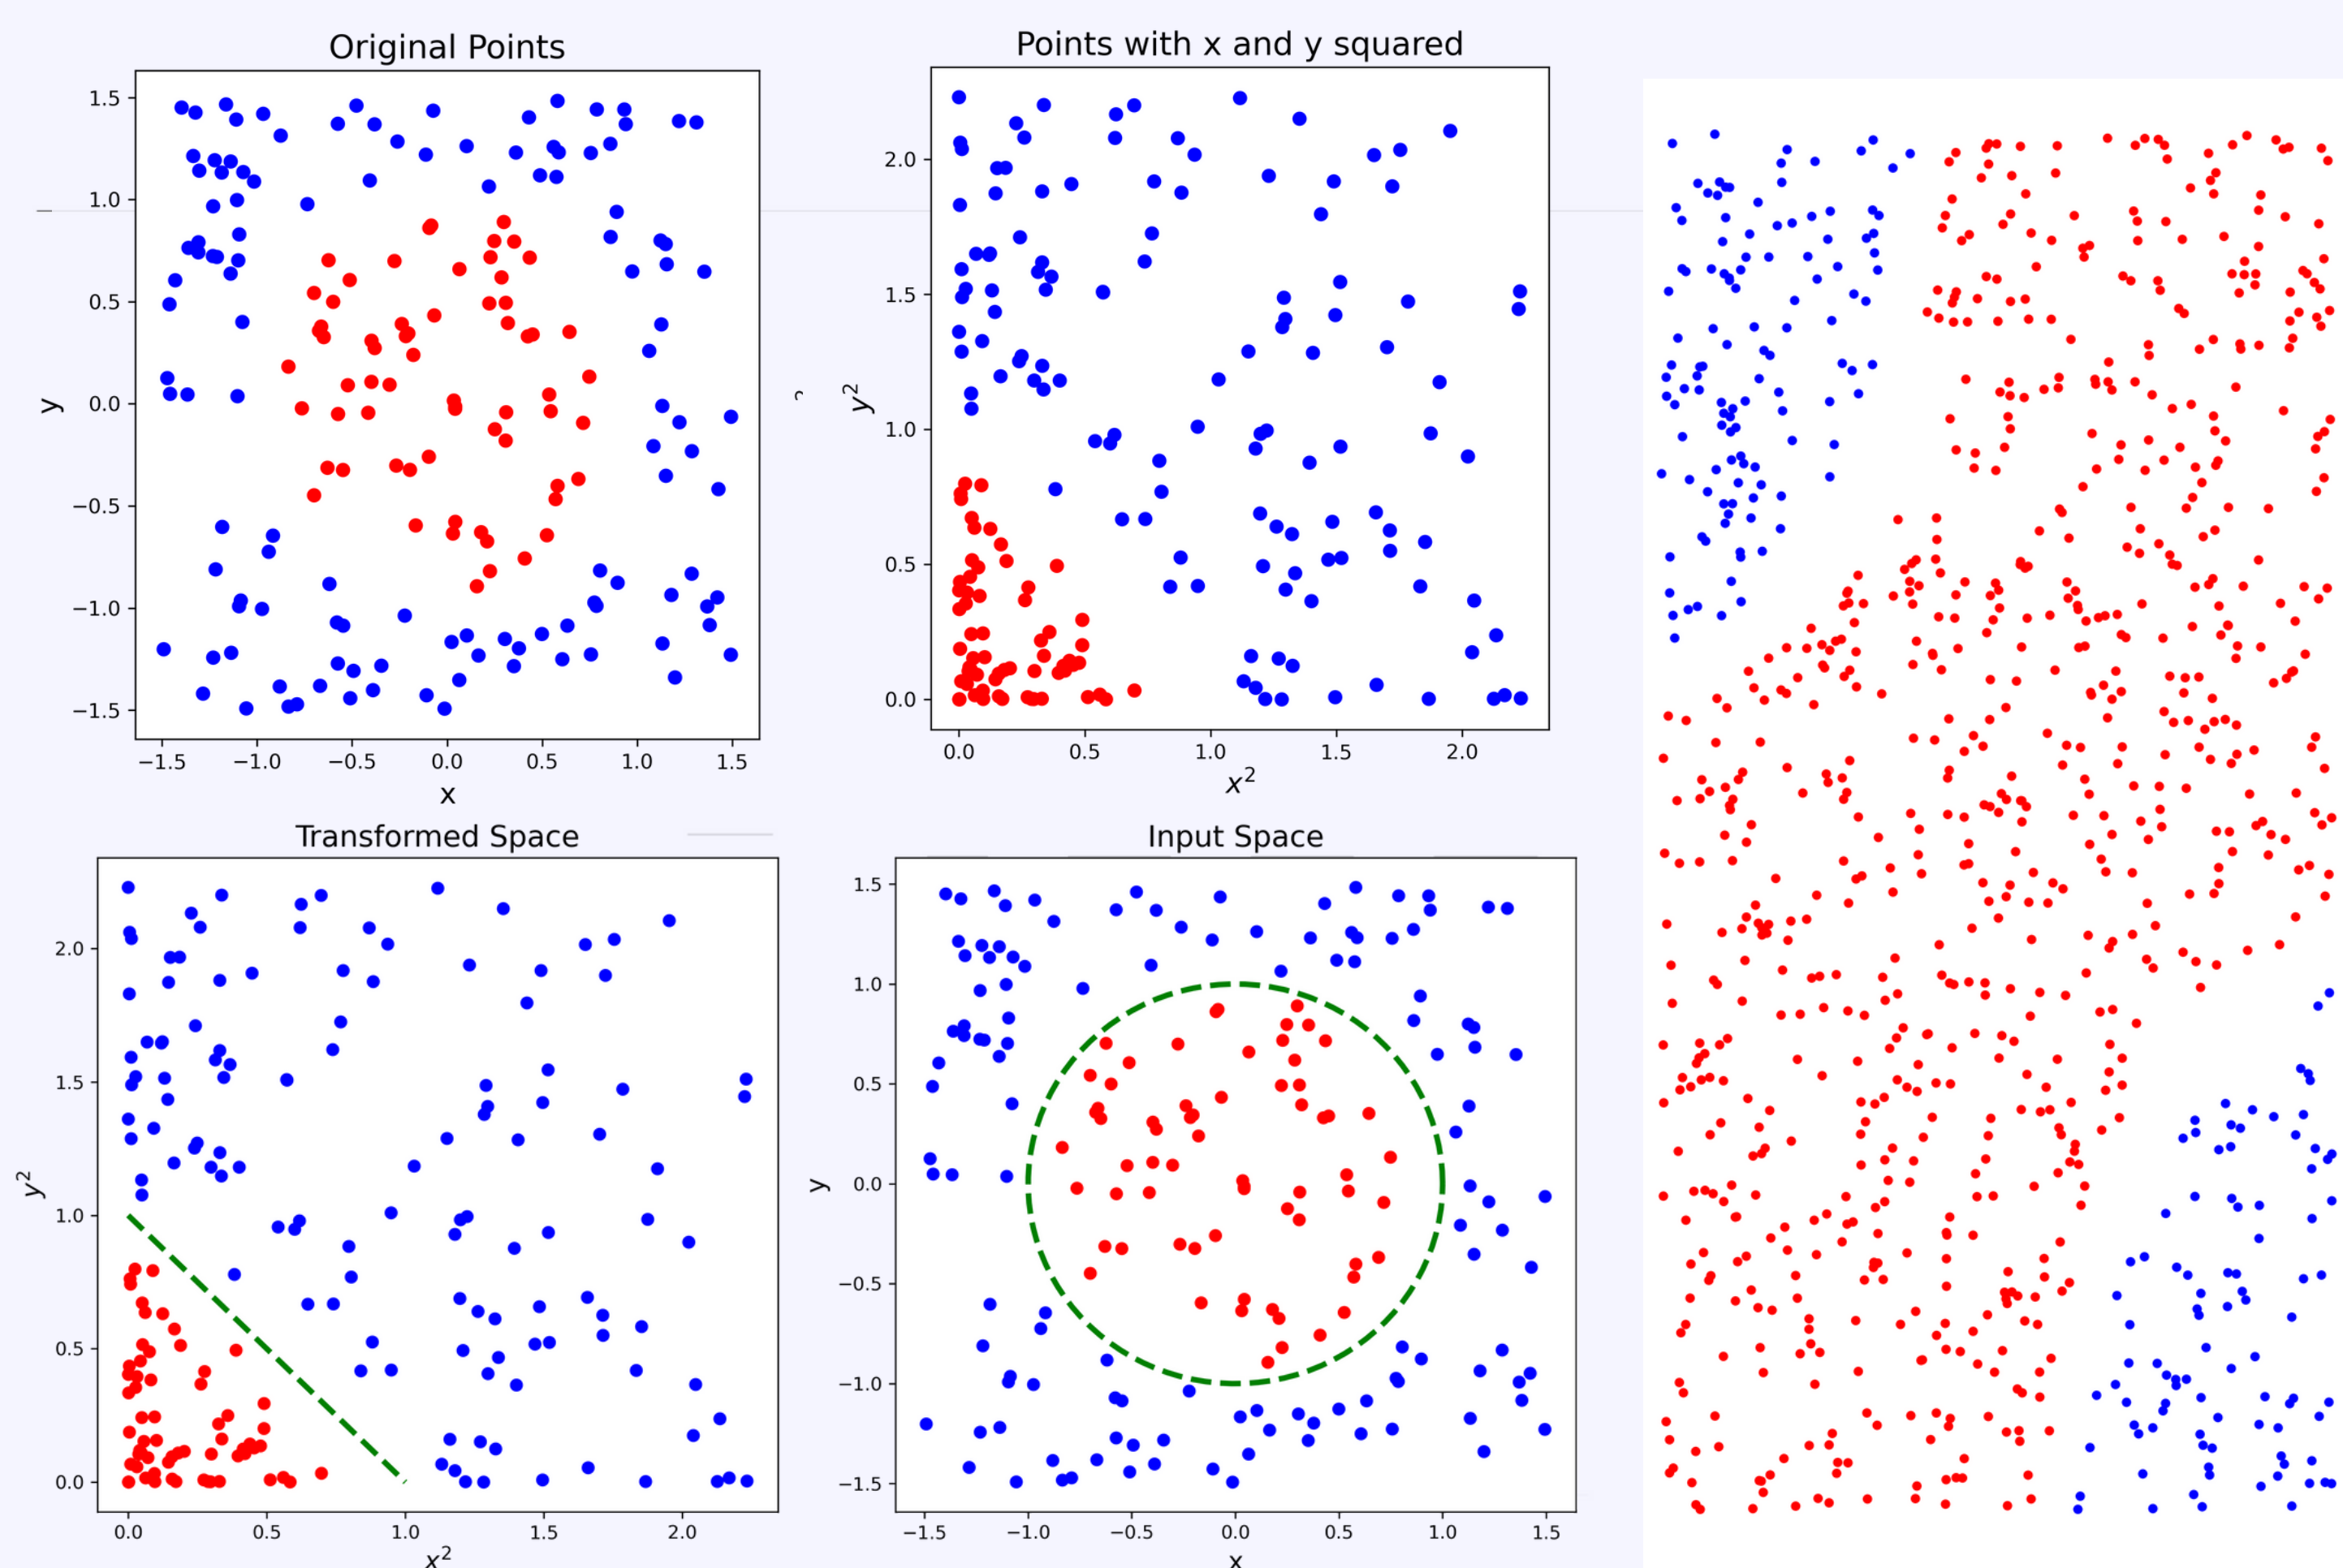 Original Points
1.5
1.0
0.5
0.0
−0.5
−1.0
−1.5
y
−1.5 −1.0 −0.5 0.0 0.5 1.0 1.5
x
Points with x and y squared
2.0
1.5
1.0
0.5
0.0
y²
0.0 0.5 1.0 1.5 2.0
x²
Transformed Space
2.0
1.5
1.0
0.5
0.0
y²
0.0 0.5 1.0 1.5 2.0
x²
Input Space
1.5
1.0
0.5
0.0
−0.5
−1.0
−1.5
y
−1.5 −1.0 −0.5 0.0 0.5 1.0 1.5
x